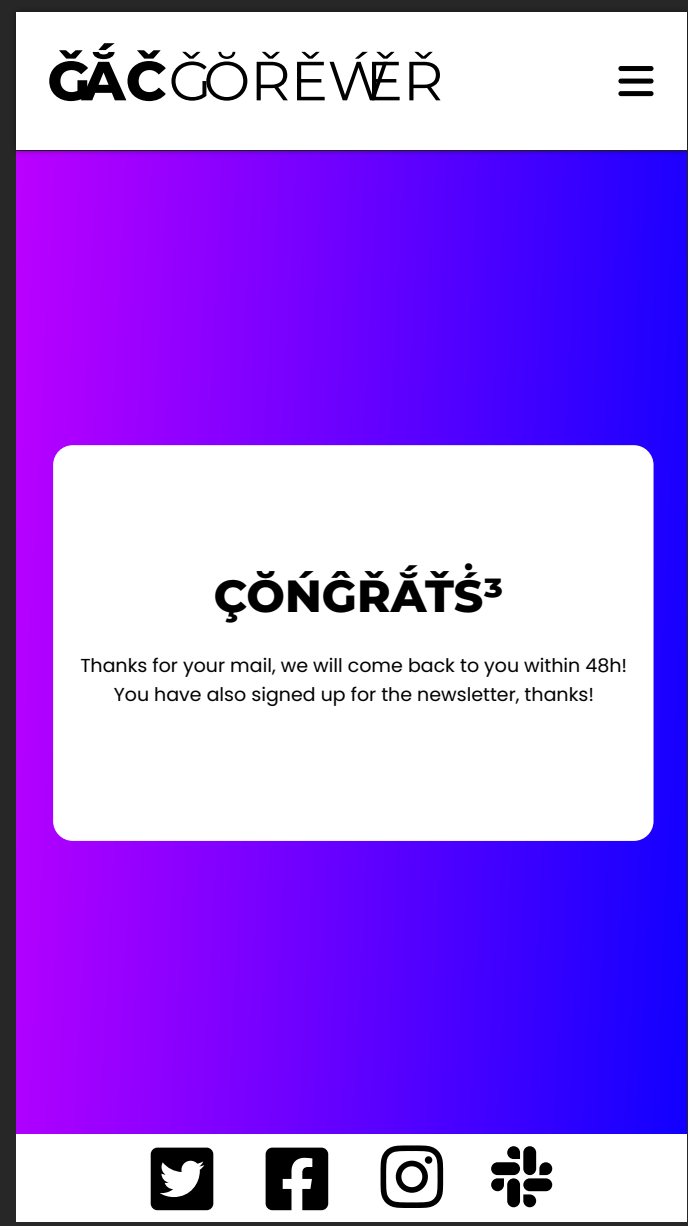 ǦẮČǦŎŘĚẂĚŘ
ÇŎŃĜŘẮŤṤ³
Thanks for your mail, we will come back to you within 48h!
You have also signed up for the newsletter, thanks!